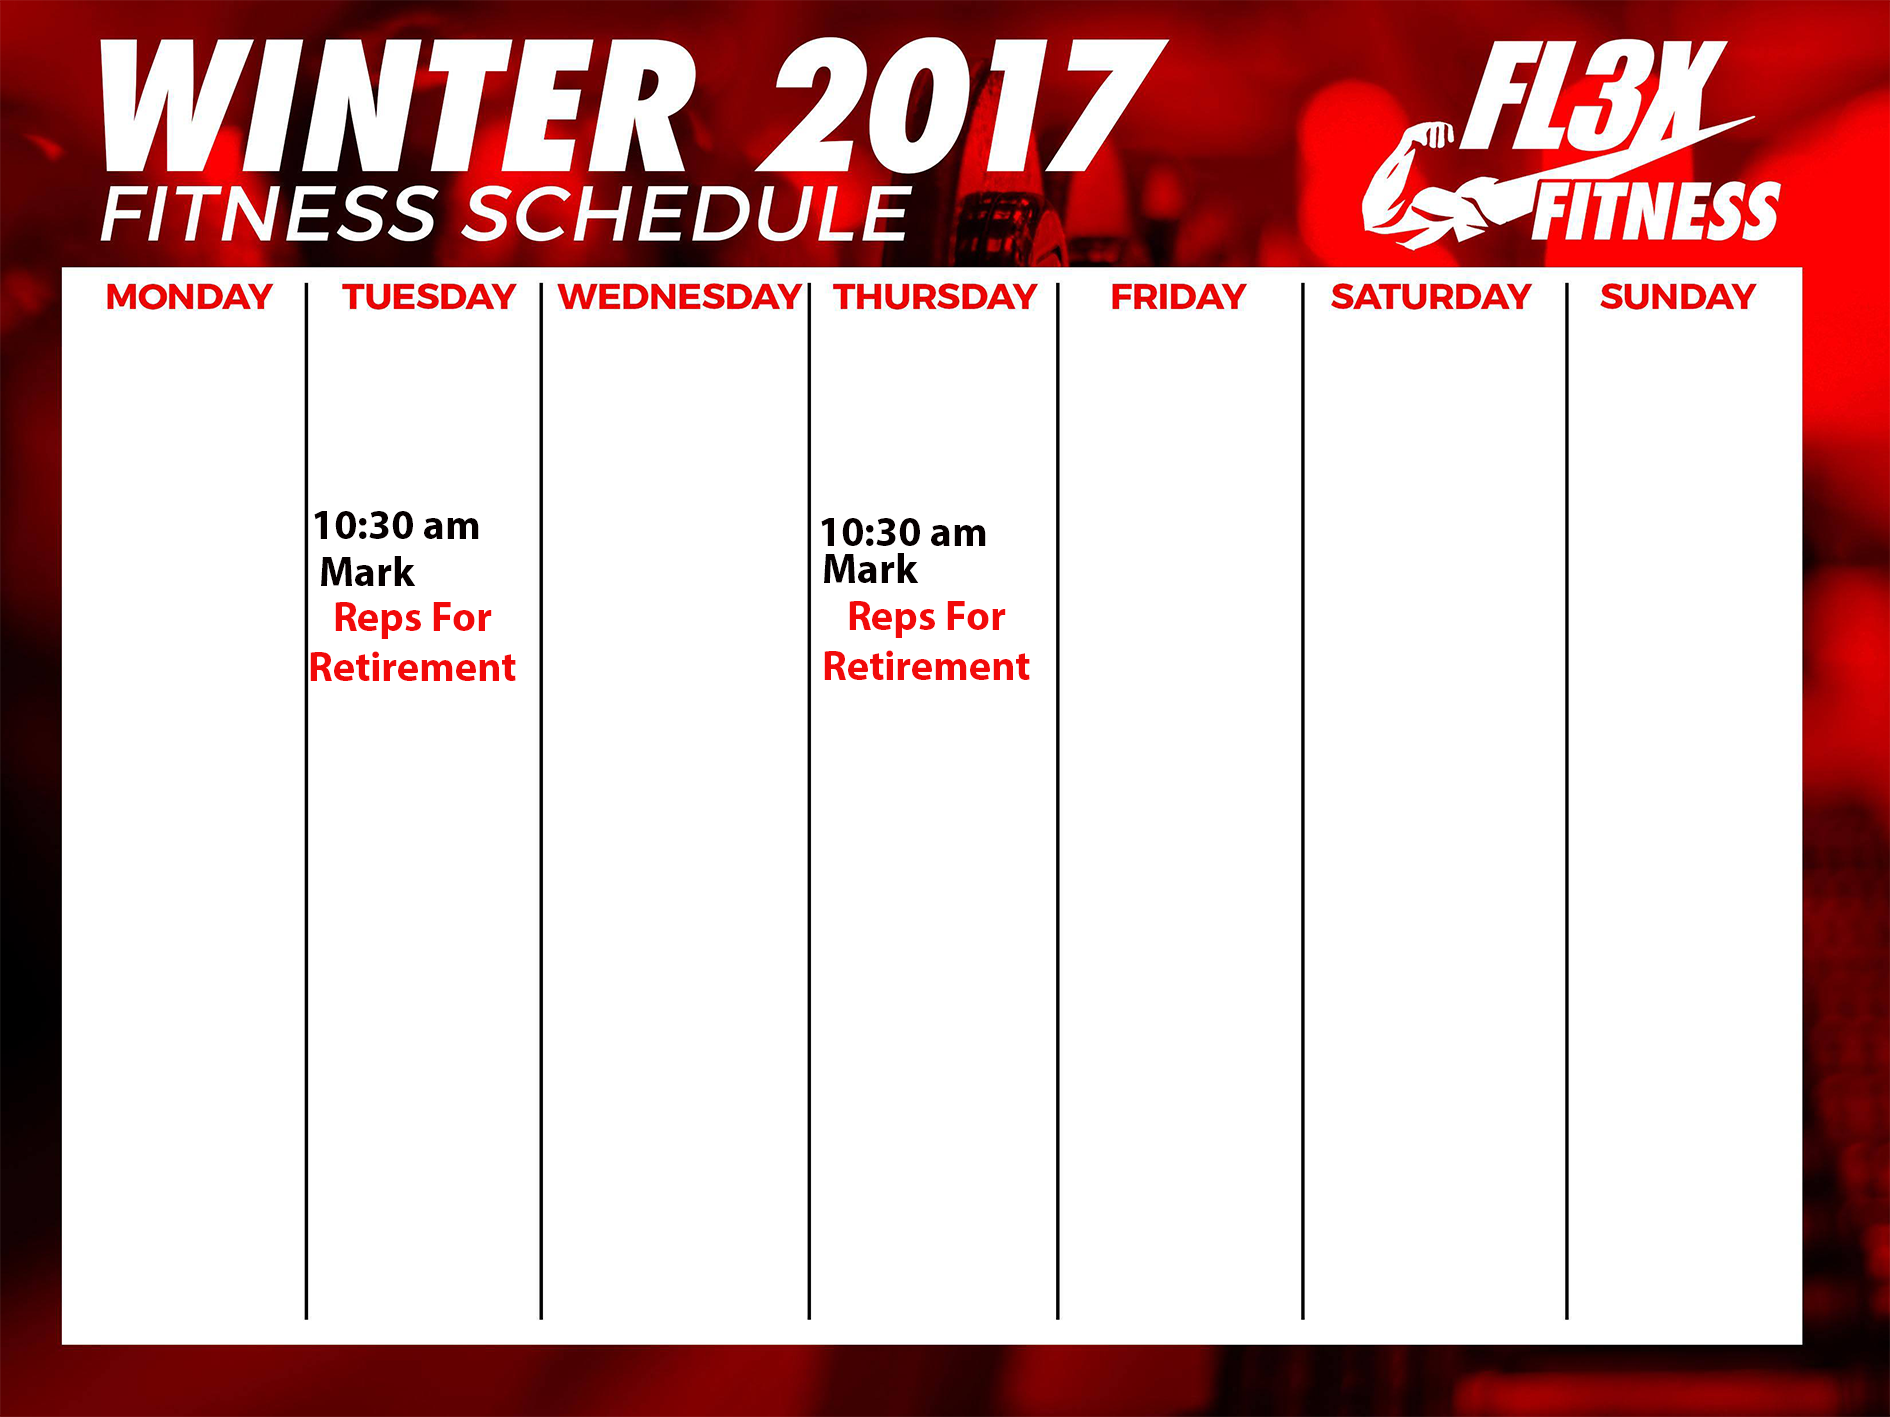 WINTER 2017
FITNESS SCHEDULE
FL3X
FITNESS
MONDAY TUESDAY WEDNESDAY THURSDAY FRIDAY SATURDAY SUNDAY
10:30 am
Mark
Reps For
Retirement
10:30 am
Mark
Reps For
Retirement